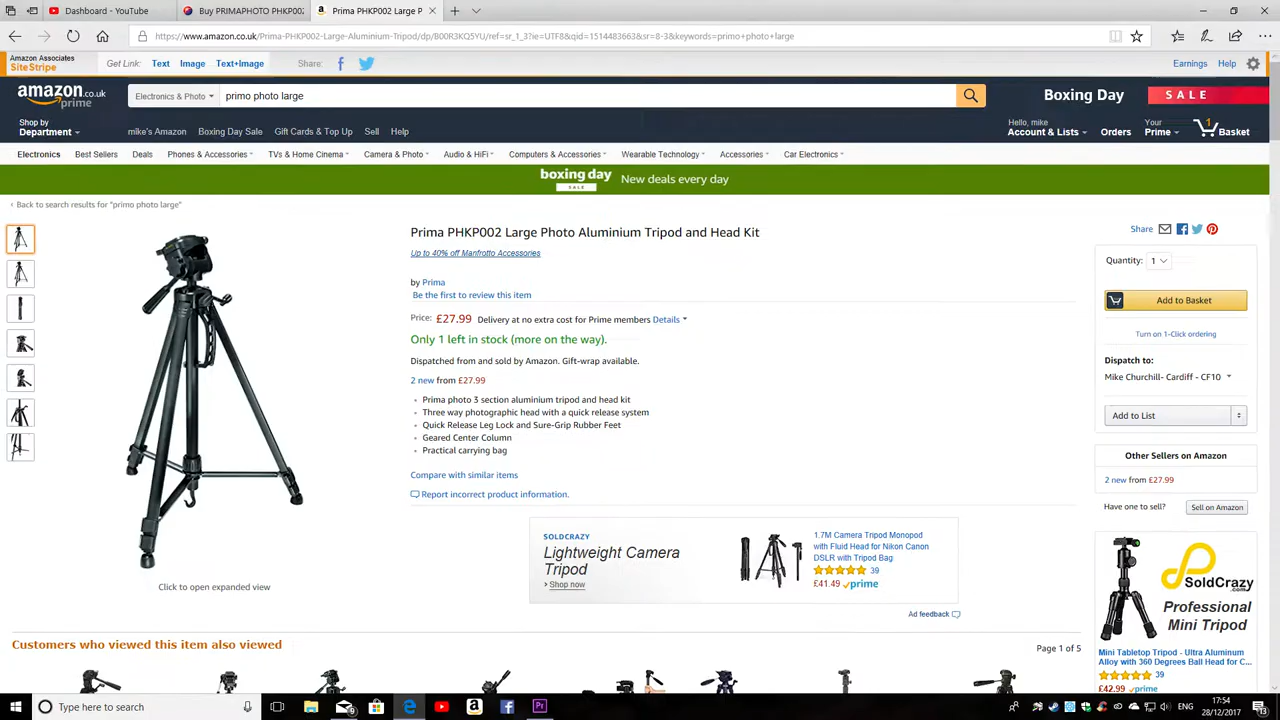 Dashboard - YouTube
Buy PRIMAPHOTO PHKP00
Prima PHKP002 Large P
https://www.amazon.co.uk/Prima-PHKP002-Large-Aluminium-Tripod/dp/B00R3KQ5YU/ref=sr_1_3?ie=UTF8&qid=1514483663&sr=8-3&keywords=primo+photo+large
Amazon Associates
SiteStripe
Get Link: Text Image Text+Image Share:
Earnings Help
amazon.co.uk
prime
Electronics & Photo
primo photo large
Boxing Day SALE
Shop by
Department
mike's Amazon Boxing Day Sale Gift Cards & Top Up Sell Help
Hello, mike
Account & Lists
Orders
Your
Prime
1
Basket
Electronics Best Sellers Deals Phones & Accessories TVs & Home Cinema Camera & Photo Audio & HiFi Computers & Accessories Wearable Technology Accessories Car Electronics
boxing day
SALE
New deals every day
‹ Back to search results for "primo photo large"
Prima PHKP002 Large Photo Aluminium Tripod and Head Kit
Up to 40% off Manfrotto Accessories
by Prima
Be the first to review this item
Price: £27.99 Delivery at no extra cost for Prime members Details
Only 1 left in stock (more on the way).
Dispatched from and sold by Amazon. Gift-wrap available.
2 new from £27.99
Prima photo 3 section aluminium tripod and head kit
Three way photographic head with a quick release system
Quick Release Leg Lock and Sure-Grip Rubber Feet
Geared Center Column
Practical carrying bag
Compare with similar items
Report incorrect product information.
Click to open expanded view
SOLDCRAZY
Lightweight Camera
Tripod
› Shop now
1.7M Camera Tripod Monopod
with Fluid Head for Nikon Canon
DSLR with Tripod Bag
39
£41.49 prime
Ad feedback
Share
Quantity: 1
Add to Basket
Turn on 1-Click ordering
Dispatch to:
Mike Churchill- Cardiff - CF10
Add to List
Other Sellers on Amazon
2 new from £27.99
Have one to sell? Sell on Amazon
SoldCrazy
.com
Professional
Mini Tripod
Mini Tabletop Tripod - Ultra Aluminum
Alloy with 360 Degrees Ball Head for C...
39
£42.99 prime
Customers who viewed this item also viewed
Page 1 of 5
Type here to search
ENG
17:54
28/12/2017